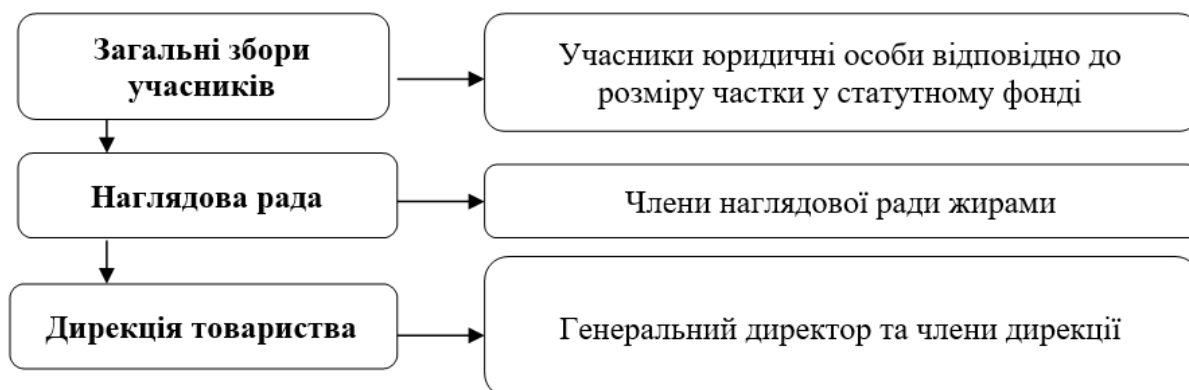 Загальні збори
учасників
Учасники юридичні особи відповідно до
розміру частки у статутному фонді
Наглядова рада
Члени наглядової ради жирами
Дирекція товариства
Генеральний директор та члени дирекції